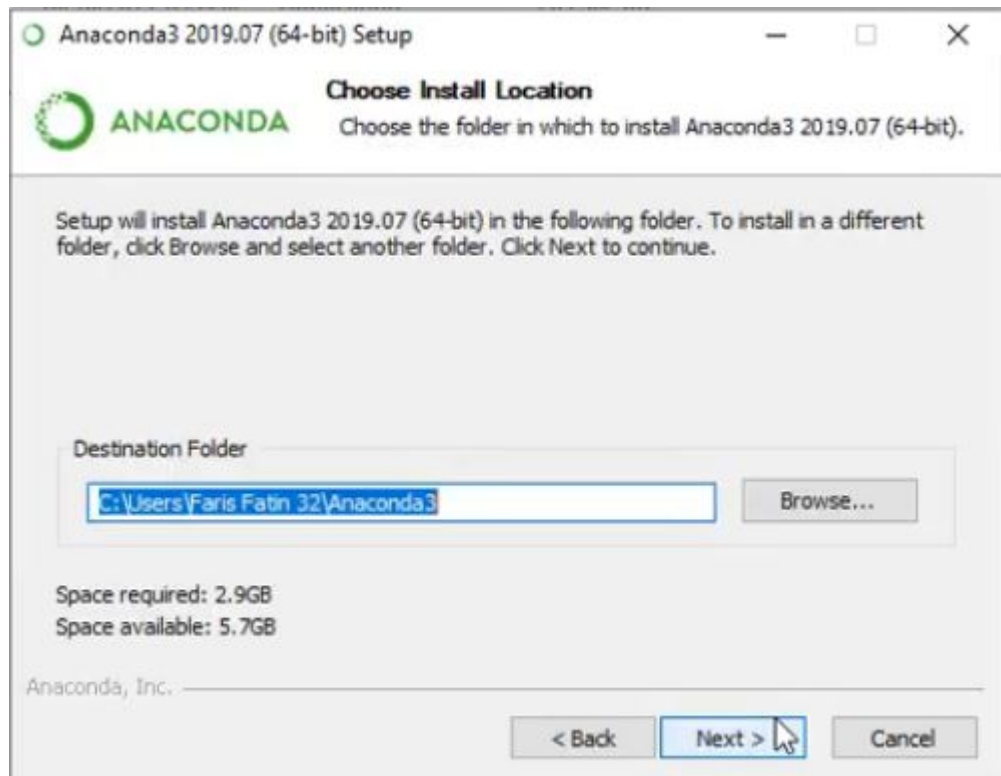 Anaconda3 2019.07 (64-bit) Setup
ANACONDA
Choose Install Location
Choose the folder in which to install Anaconda3 2019.07 (64-bit).
Setup will install Anaconda3 2019.07 (64-bit) in the following folder. To install in a different
folder, click Browse and select another folder. Click Next to continue.
Destination Folder
C:\Users\Faris Fatin 32\Anaconda3
Browse...
Space required: 2.9GB
Space available: 5.7GB
Anaconda, Inc.
< Back
Next >
Cancel